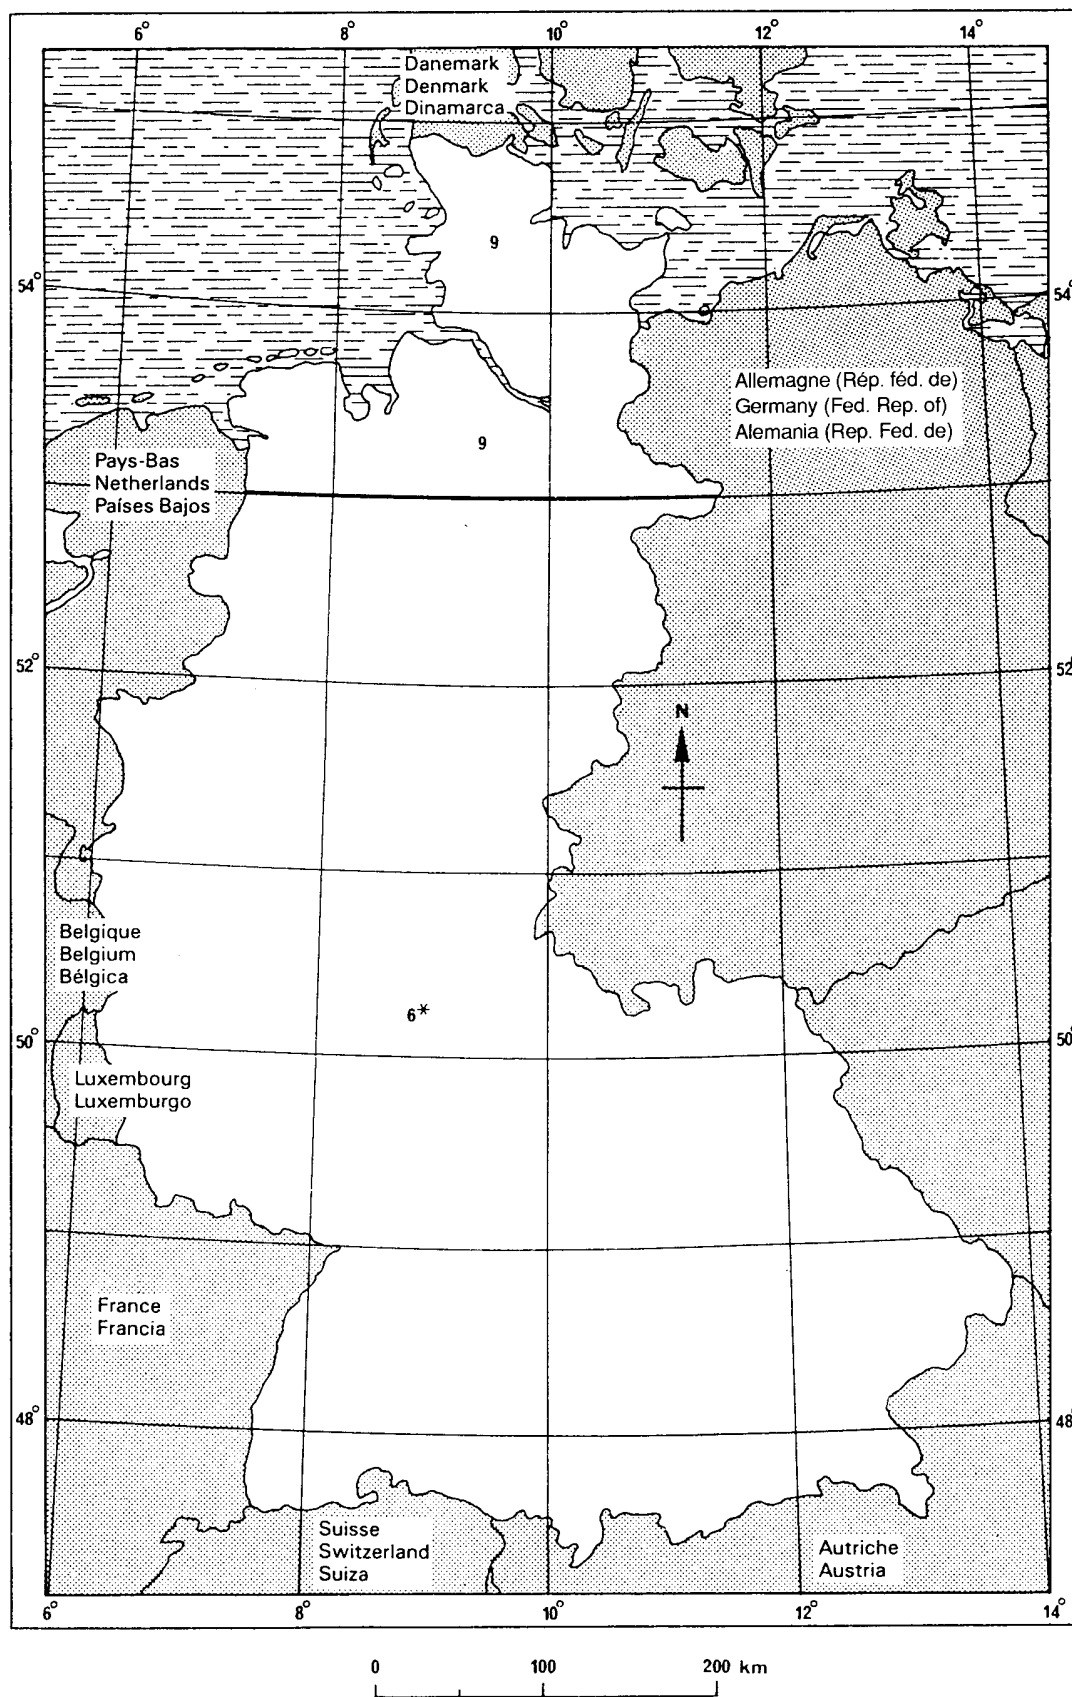 6° 8° 10° 12° 14°
Danemark
Denmark
Dinamarca
9
54° 54°
Allemagne (Rép. féd. de)
Germany (Fed. Rep. of)
Alemania (Rep. Fed. de)
9
Pays-Bas
Netherlands
Países Bajos
52° 52°
N
Belgique
Belgium
Bélgica
6*
50° 50°
Luxembourg
Luxemburgo
France
Francia
48° 48°
Suisse
Switzerland
Suiza
Autriche
Austria
6° 8° 10° 12° 14°
0 100 200 km